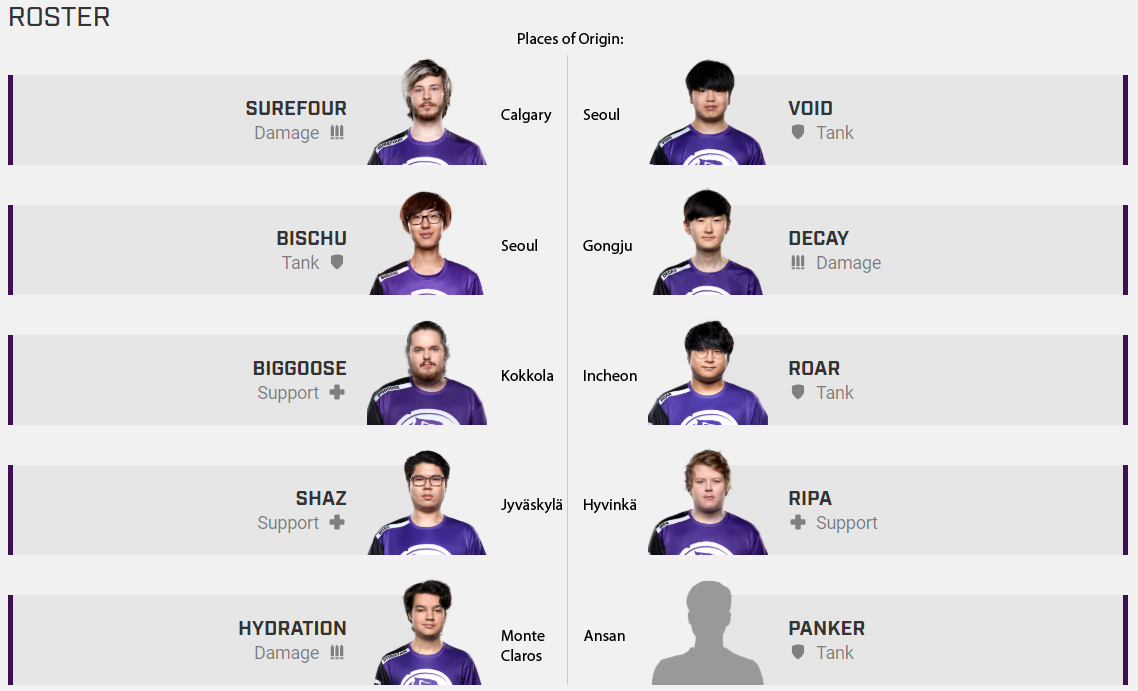 ROSTER
Places of Origin:
SUREFOUR
Damage
Calgary
Seoul
VOID
Tank
BISCHU
Tank
Seoul
Gongju
DECAY
Damage
BIGGOOSE
Support
Kokkola
Incheon
ROAR
Tank
SHAZ
Support
Jyväskylä
Hyvinkä
RIPA
Support
HYDRATION
Damage
Monte
Claros
Ansan
PANKER
Tank